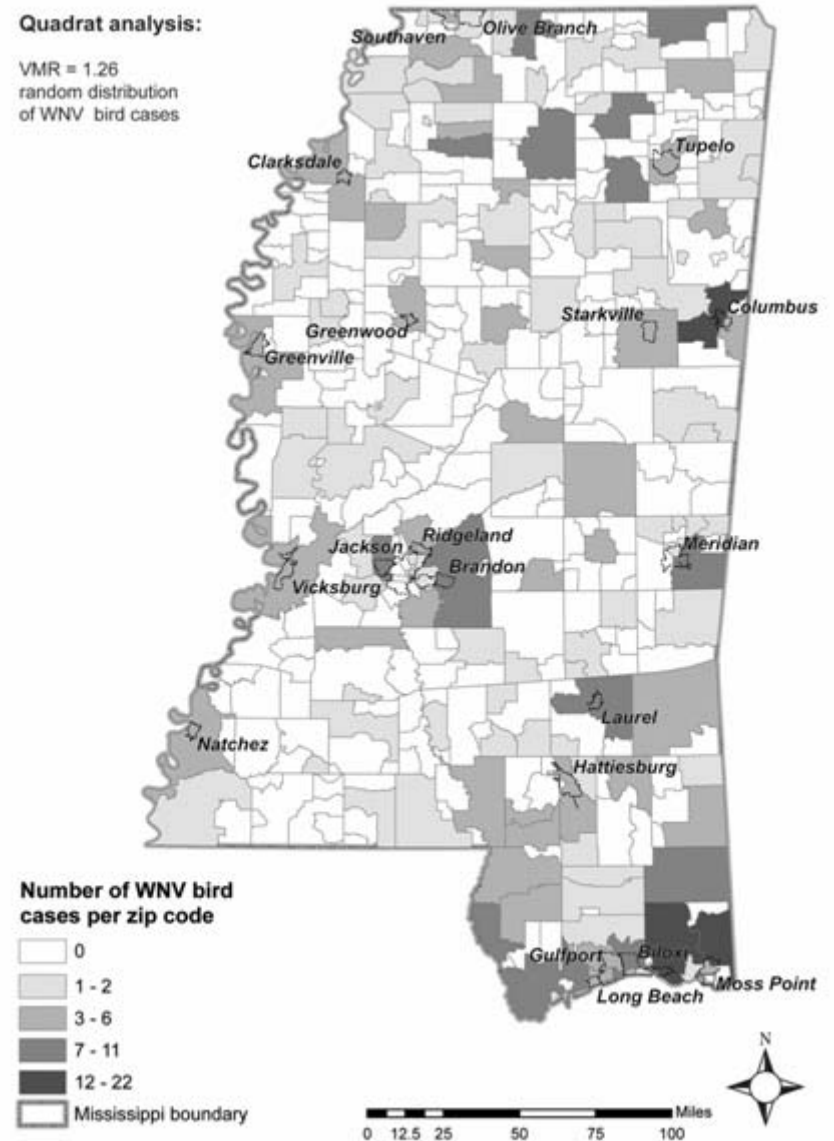 Quadrat analysis:
VMR = 1.26
random distribution
of WNV bird cases
Southaven
Olive Branch
Clarksdale
Tupelo
Columbus
Starkville
Greenwood
Greenville
Ridgeland
Jackson
Meridian
Brandon
Vicksburg
Laurel
Natchez
Hattiesburg
Gulfport
Biloxi
Moss Point
Long Beach
Number of WNV bird
cases per zip code
0
1 - 2
3 - 6
7 - 11
12 - 22
Mississippi boundary
N
Miles
0 12.5 25 50 75 100